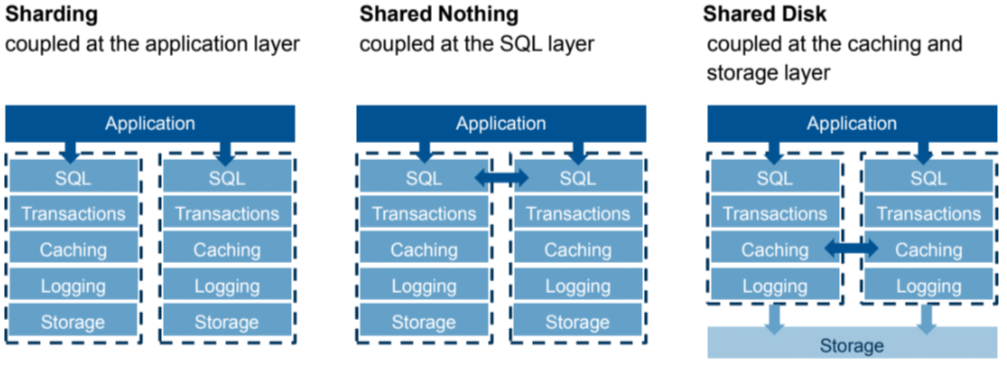 Sharding
coupled at the application layer
Application
SQL SQL
Transactions Transactions
Caching Caching
Logging Logging
Storage Storage
Shared Nothing
coupled at the SQL layer
Application
SQL SQL
Transactions Transactions
Caching Caching
Logging Logging
Storage Storage
Shared Disk
coupled at the caching and
storage layer
Application
SQL SQL
Transactions Transactions
Caching Caching
Logging Logging
Storage